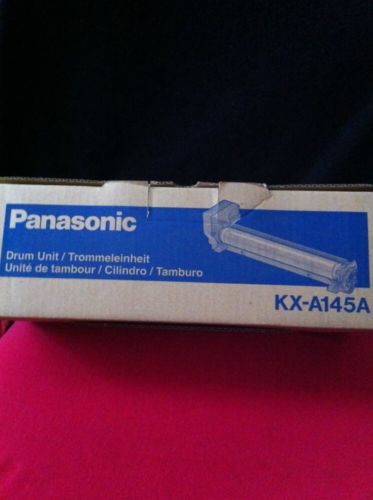 Panasonic
Drum Unit / Trommeleinheit
Unité de tambour / Cilindro / Tamburo
KX-A145A